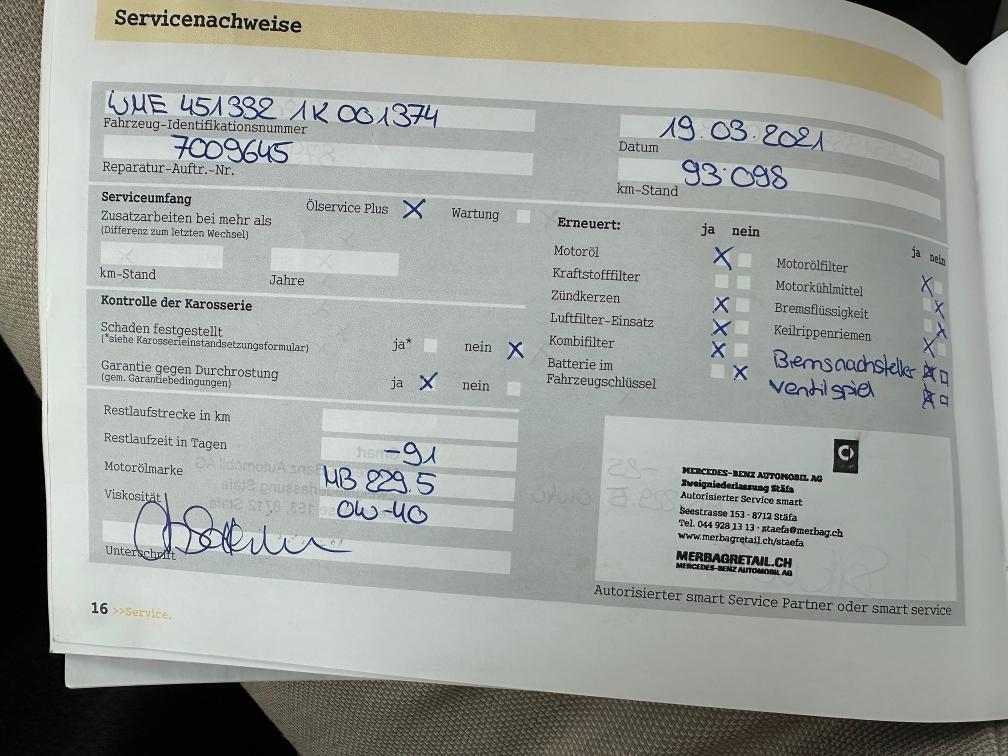 Servicenachweise
WME 451332 1K 001374
Fahrzeug-Identifikationsnummer
7009645
Reparatur-Auftr.-Nr.
19.03.2021
Datum
93.098
km-Stand
Serviceumfang
Ölservice Plus X Wartung
Zusatzarbeiten bei mehr als
(Differenz zum letzten Wechsel)
km-Stand Jahre
Kontrolle der Karosserie
Schaden festgestellt ja* nein X
(*siehe Karosserieinstandsetzungsformular)
Garantie gegen Durchrostung ja X nein
(gem. Garantiebedingungen)
Restlaufstrecke in km
Restlaufzeit in Tagen -91
Motorölmarke MB 229.5
Viskosität 0W-40
Unterschrift
Erneuert: ja nein
Motoröl X
Kraftstofffilter
Zündkerzen X
Luftfilter-Einsatz X
Kombifilter X
Batterie im X
Fahrzeugschlüssel
ja nein
Motorölfilter X
Motorkühlmittel X
Bremsflüssigkeit X
Keilrippenriemen X
Bremsnachsteller X
Ventilspiel X
MERCEDES-BENZ AUTOMOBIL AG
Zweigniederlassung Stäfa
Autorisierter Service smart
Seestrasse 153 · 8712 Stäfa
Tel. 044 928 13 13 · staefa@merbag.ch
www.merbagretail.ch/staefa
MERBAGRETAIL.CH
MERCEDES-BENZ AUTOMOBIL AG
Autorisierter smart Service Partner oder smart service
16 >>Service.